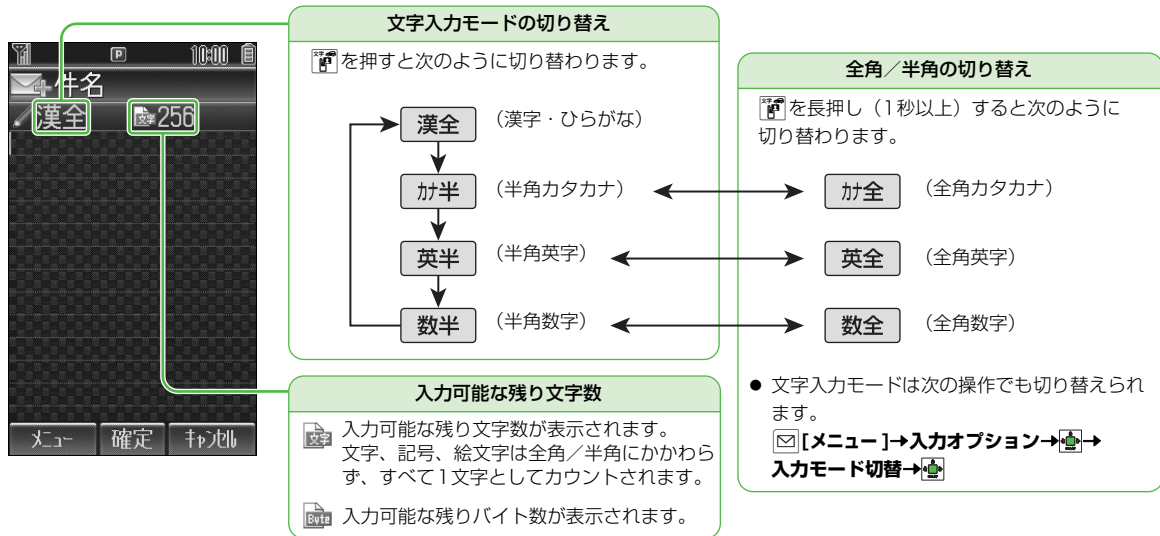 文字入力モードの切り替え
文字を押すと次のように切り替わります。
漢全 (漢字・ひらがな)
ｶﾅ半 (半角カタカナ)
英半 (半角英字)
数半 (半角数字)
全角／半角の切り替え
文字を長押し（1秒以上）すると次のように
切り替わります。
ｶﾅ全 (全角カタカナ)
英全 (全角英字)
数全 (全角数字)
● 文字入力モードは次の操作でも切り替えられ
ます。
[メニュー]→入力オプション→→
入力モード切替→
P 10:00
件名
漢全 文字256
ﾒﾆｭｰ 確定 ｷｬﾝｾﾙ
入力可能な残り文字数
文字 入力可能な残り文字数が表示されます。
文字、記号、絵文字は全角／半角にかかわら
ず、すべて1文字としてカウントされます。
Byte 入力可能な残りバイト数が表示されます。